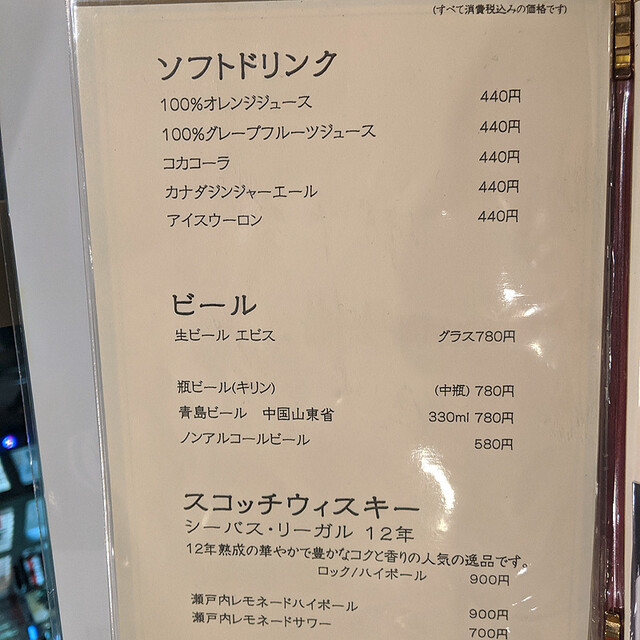 (すべて消費税込みの価格です)
ソフトドリンク
100%オレンジジュース 440円
100%グレープフルーツジュース 440円
コカコーラ 440円
カナダジンジャーエール 440円
アイスウーロン 440円
ビール
生ビール エビス グラス780円
瓶ビール(キリン) (中瓶) 780円
青島ビール 中国山東省 330ml 780円
ノンアルコールビール 580円
スコッチウィスキー
シーバス・リーガル 12年
12年熟成の華やかで豊かなコクと香りの人気の逸品です。
ロック/ハイボール 900円
瀬戸内レモネードハイボール 900円
瀬戸内レモネードサワー 700円